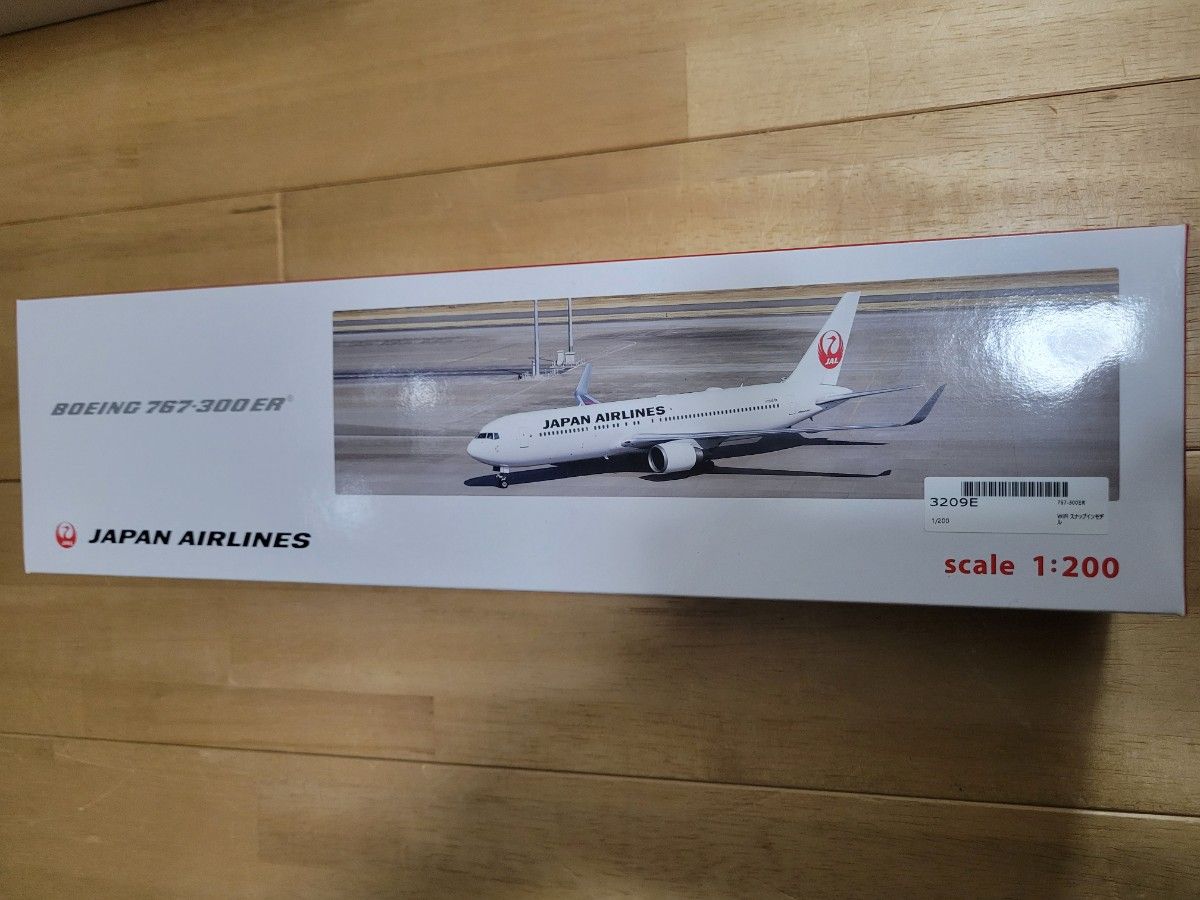 BOEING 767-300ER®
JAPAN AIRLINES
JAPAN AIRLINES
JAL
3209E
767-300ER
1/200
WiFi スナップインモデ
ル
scale 1:200